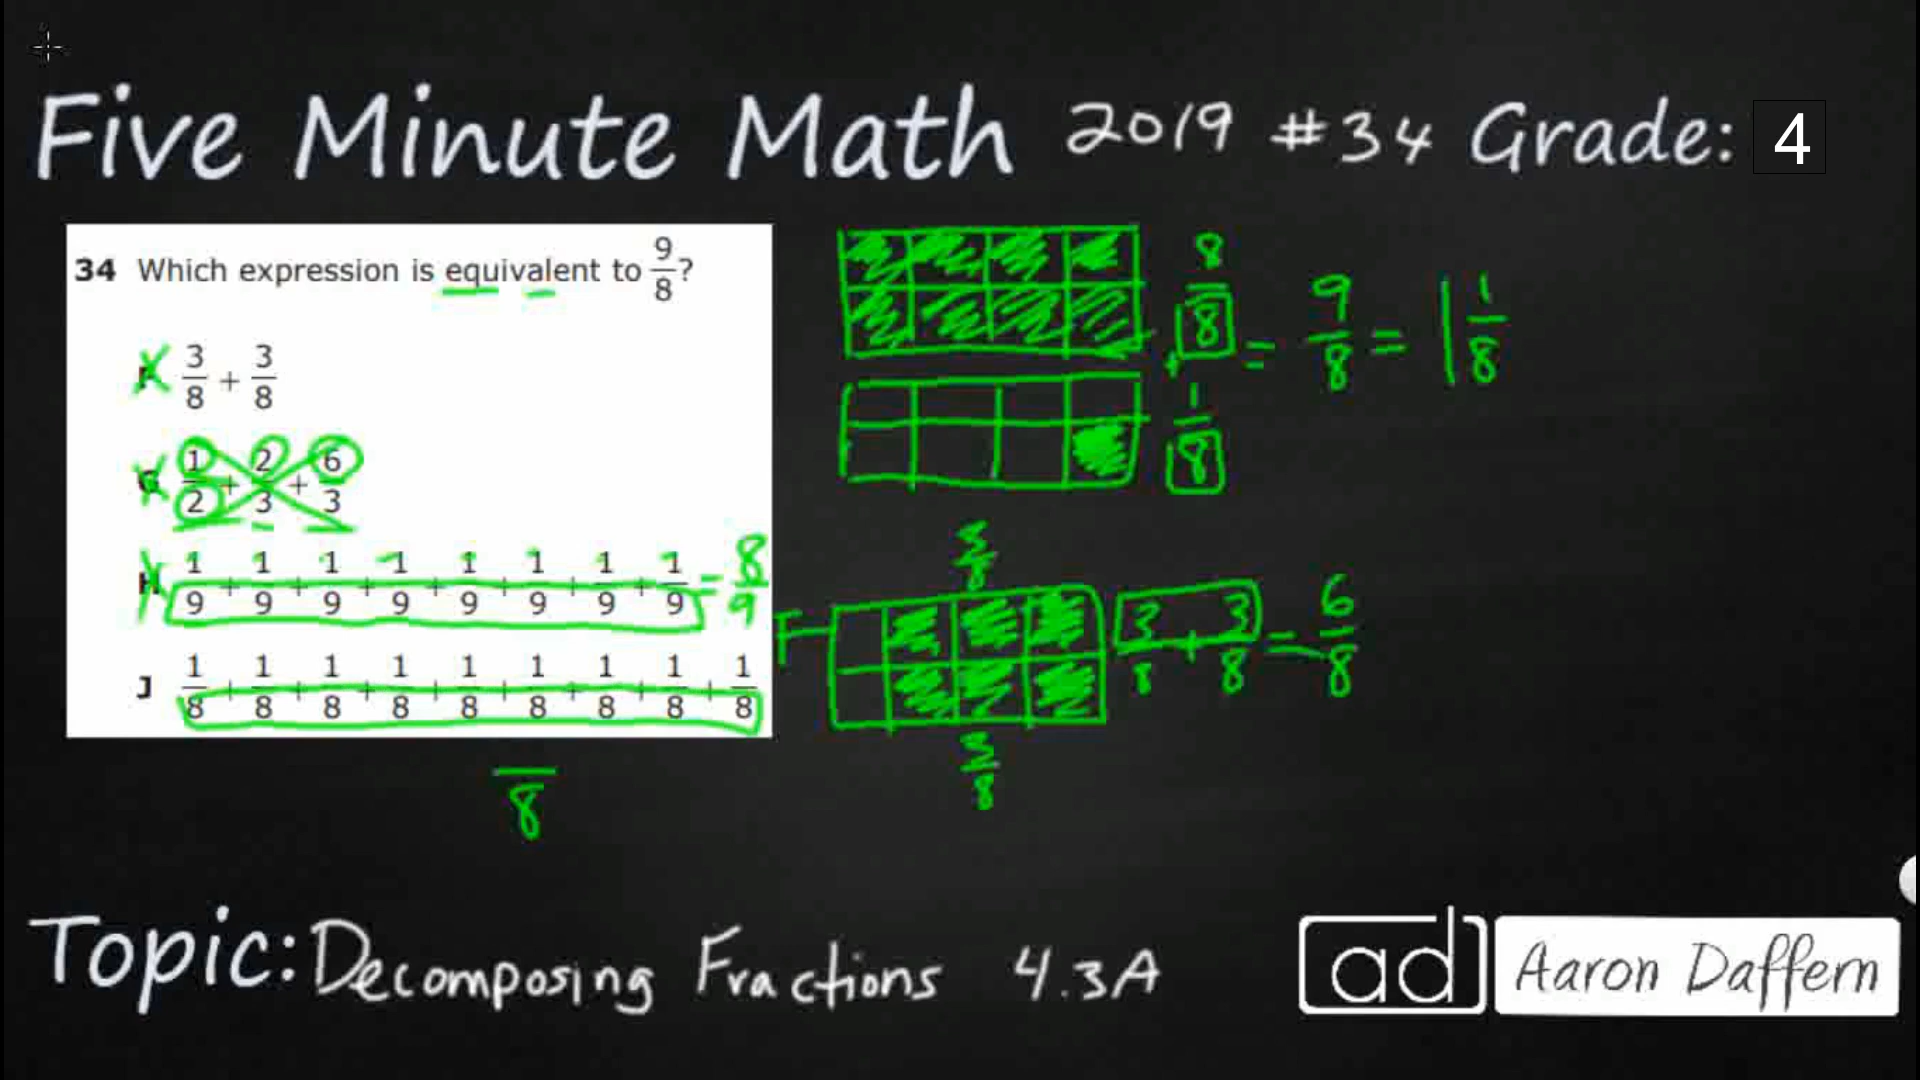 Five Minute Math 2019 #34 Grade: 4
34 Which expression is equivalent to 9/8?
3/8 + 3/8
1/2 + 2/3 + 6/3
1/9 + 1/9 + 1/9 + 1/9 + 1/9 + 1/9 + 1/9 + 1/9 = 8/9
J 1/8 + 1/8 + 1/8 + 1/8 + 1/8 + 1/8 + 1/8 + 1/8 + 1/8
/8
8/8 + 1/8 = 9/8 = 1 1/8
3/8
F 3/8 + 3/8 = 6/8
3/8
Topic: Decomposing Fractions 4.3A
ad Aaron Daffern